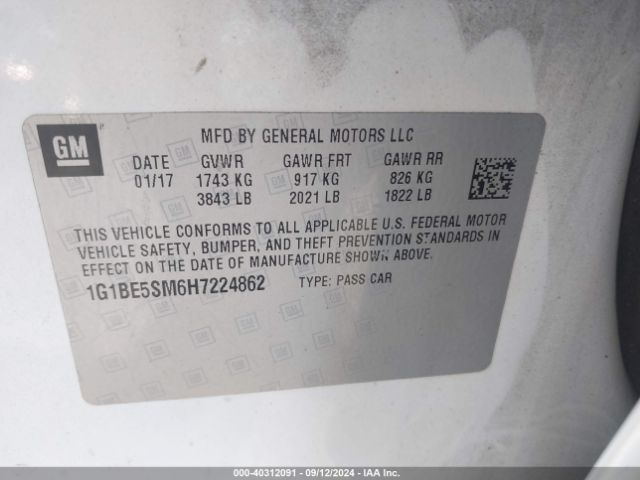 GM
MFD BY GENERAL MOTORS LLC
DATE GVWR GAWR FRT GAWR RR
01/17 1743 KG 917 KG 826 KG
3843 LB 2021 LB 1822 LB
THIS VEHICLE CONFORMS TO ALL APPLICABLE U.S. FEDERAL MOTOR
VEHICLE SAFETY, BUMPER, AND THEFT PREVENTION STANDARDS IN
EFFECT ON THE DATE OF MANUFACTURE SHOWN ABOVE.
1G1BE5SM6H7224862 TYPE: PASS CAR
000-40312091 - 09/12/2024 - IAA Inc.